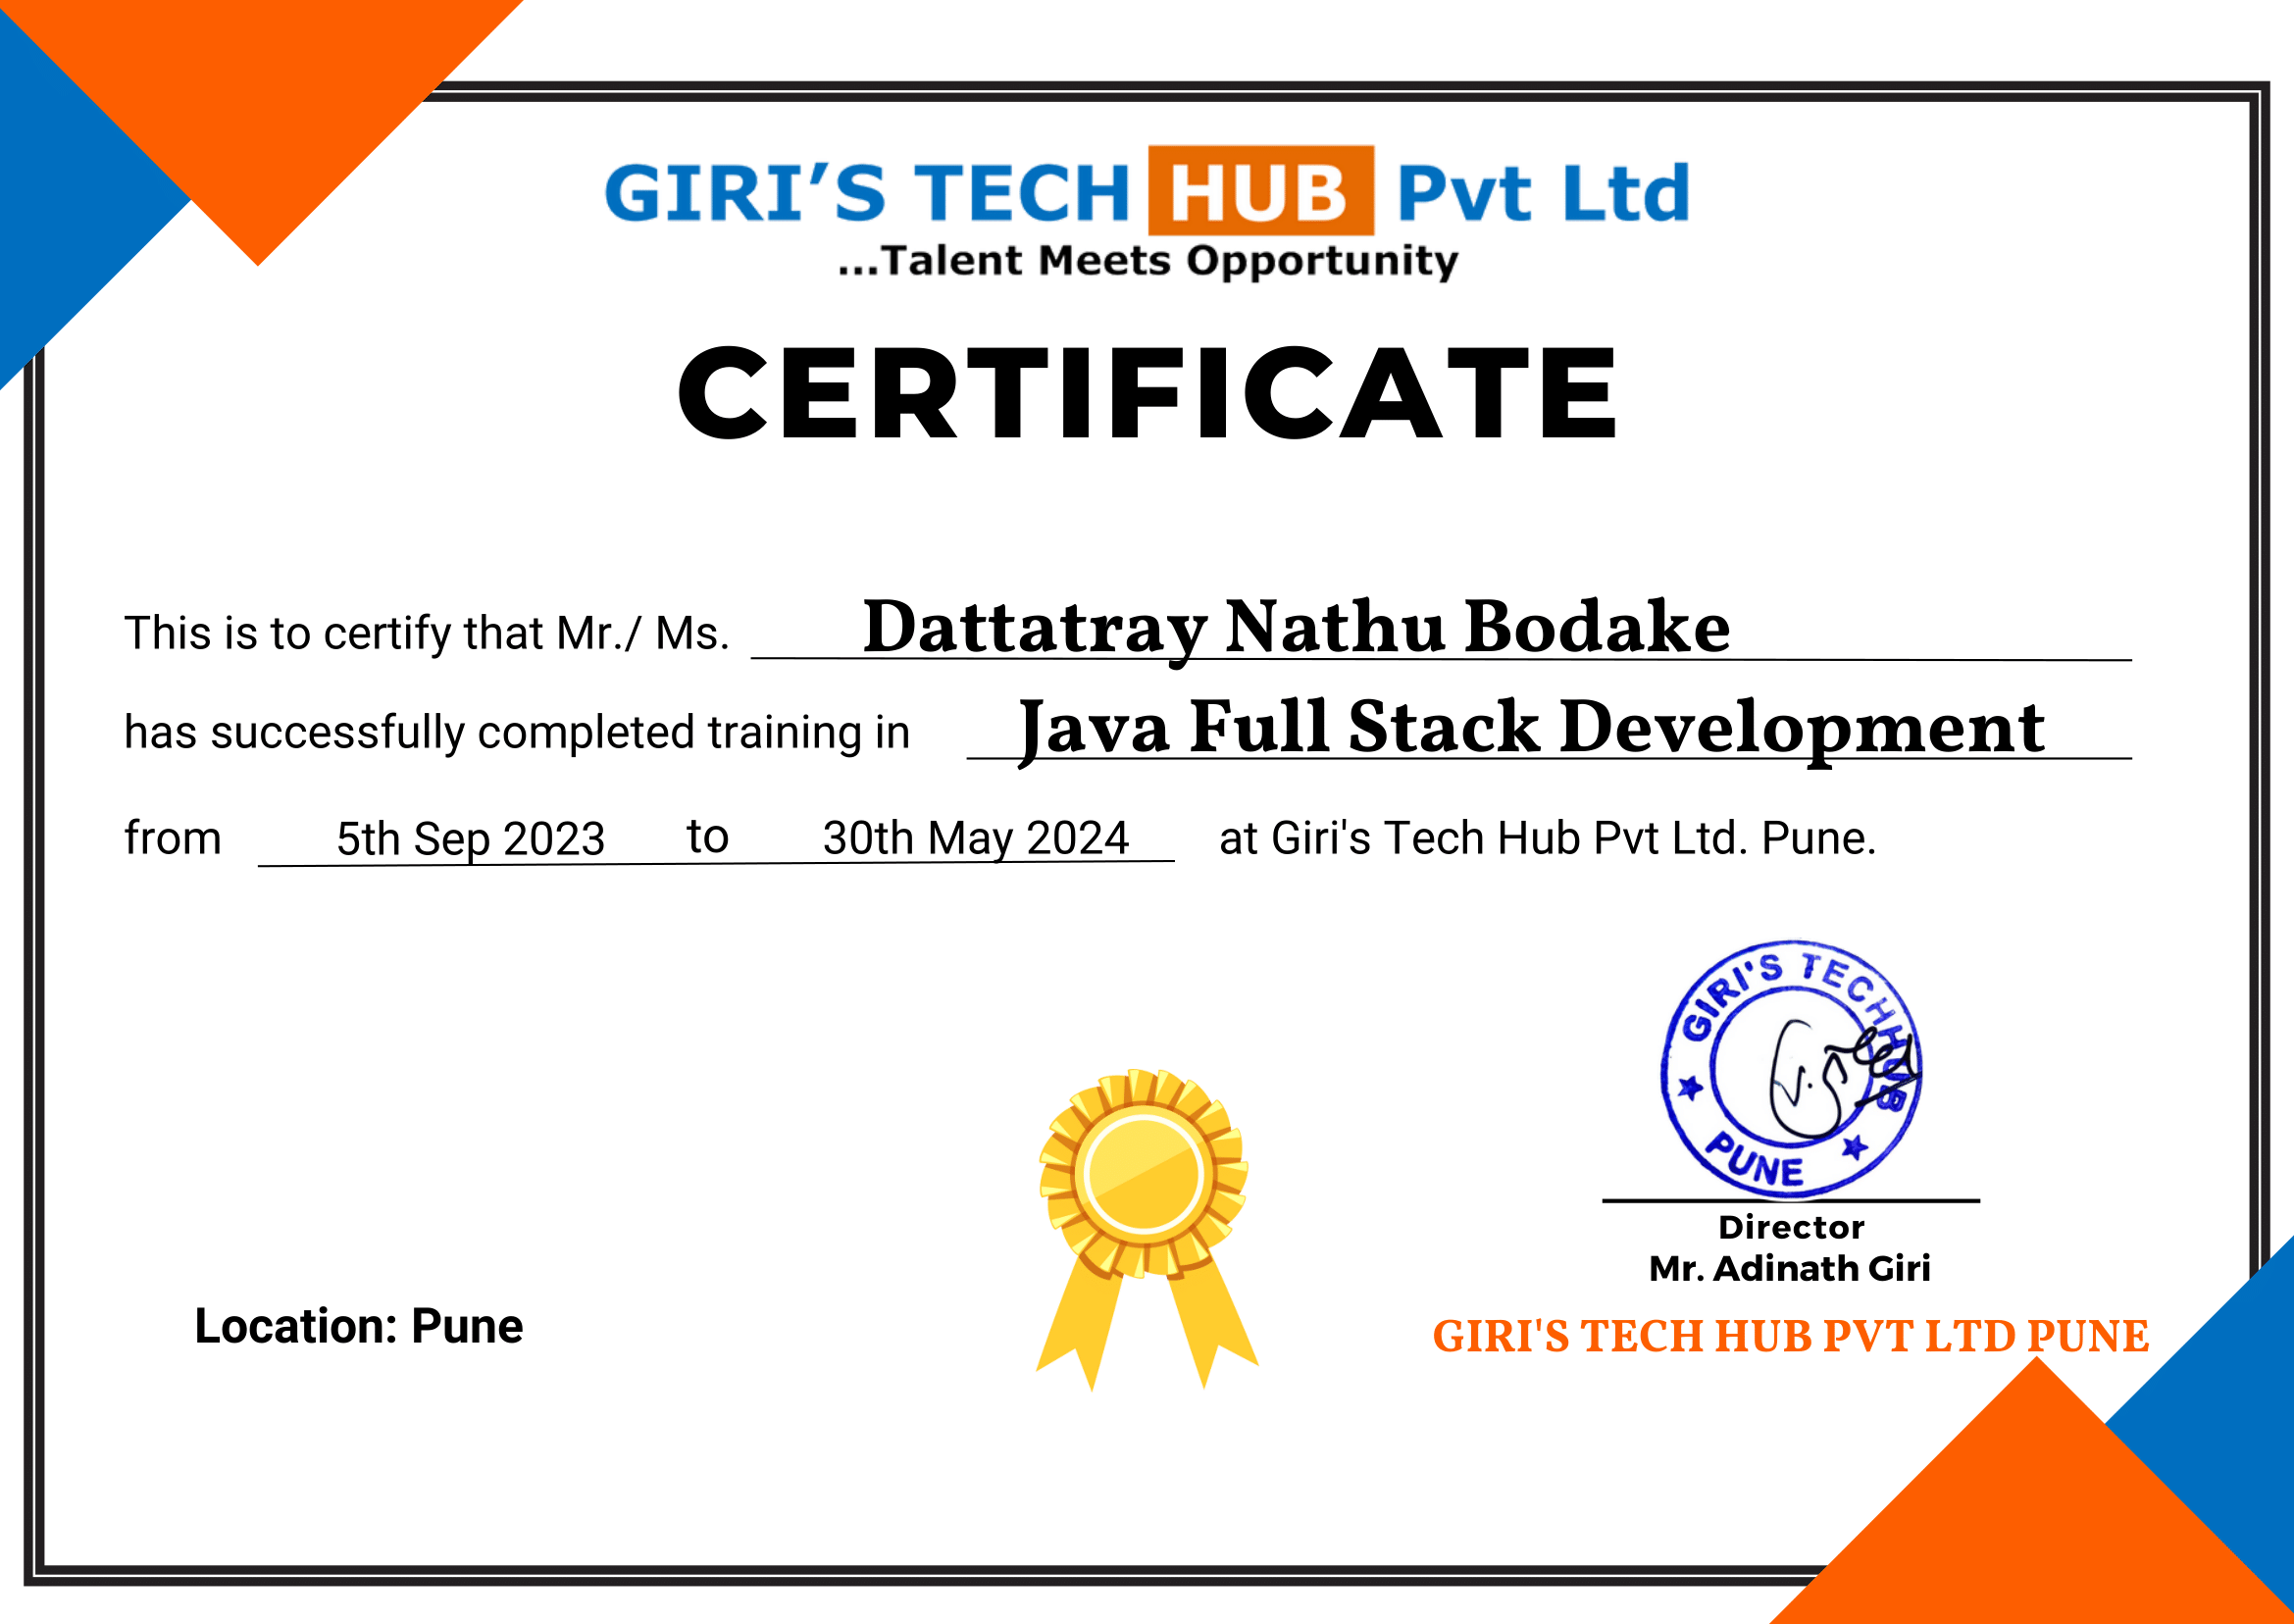 GIRI'S TECH HUB Pvt Ltd
...Talent Meets Opportunity
CERTIFICATE
This is to certify that Mr./ Ms. Dattatray Nathu Bodake
has successfully completed training in Java Full Stack Development
from 5th Sep 2023 to 30th May 2024 at Giri's Tech Hub Pvt Ltd. Pune.
GIRI'S TECH HUB
PUNE
Director
Mr. Adinath Giri
Location: Pune
GIRI'S TECH HUB PVT LTD PUNE